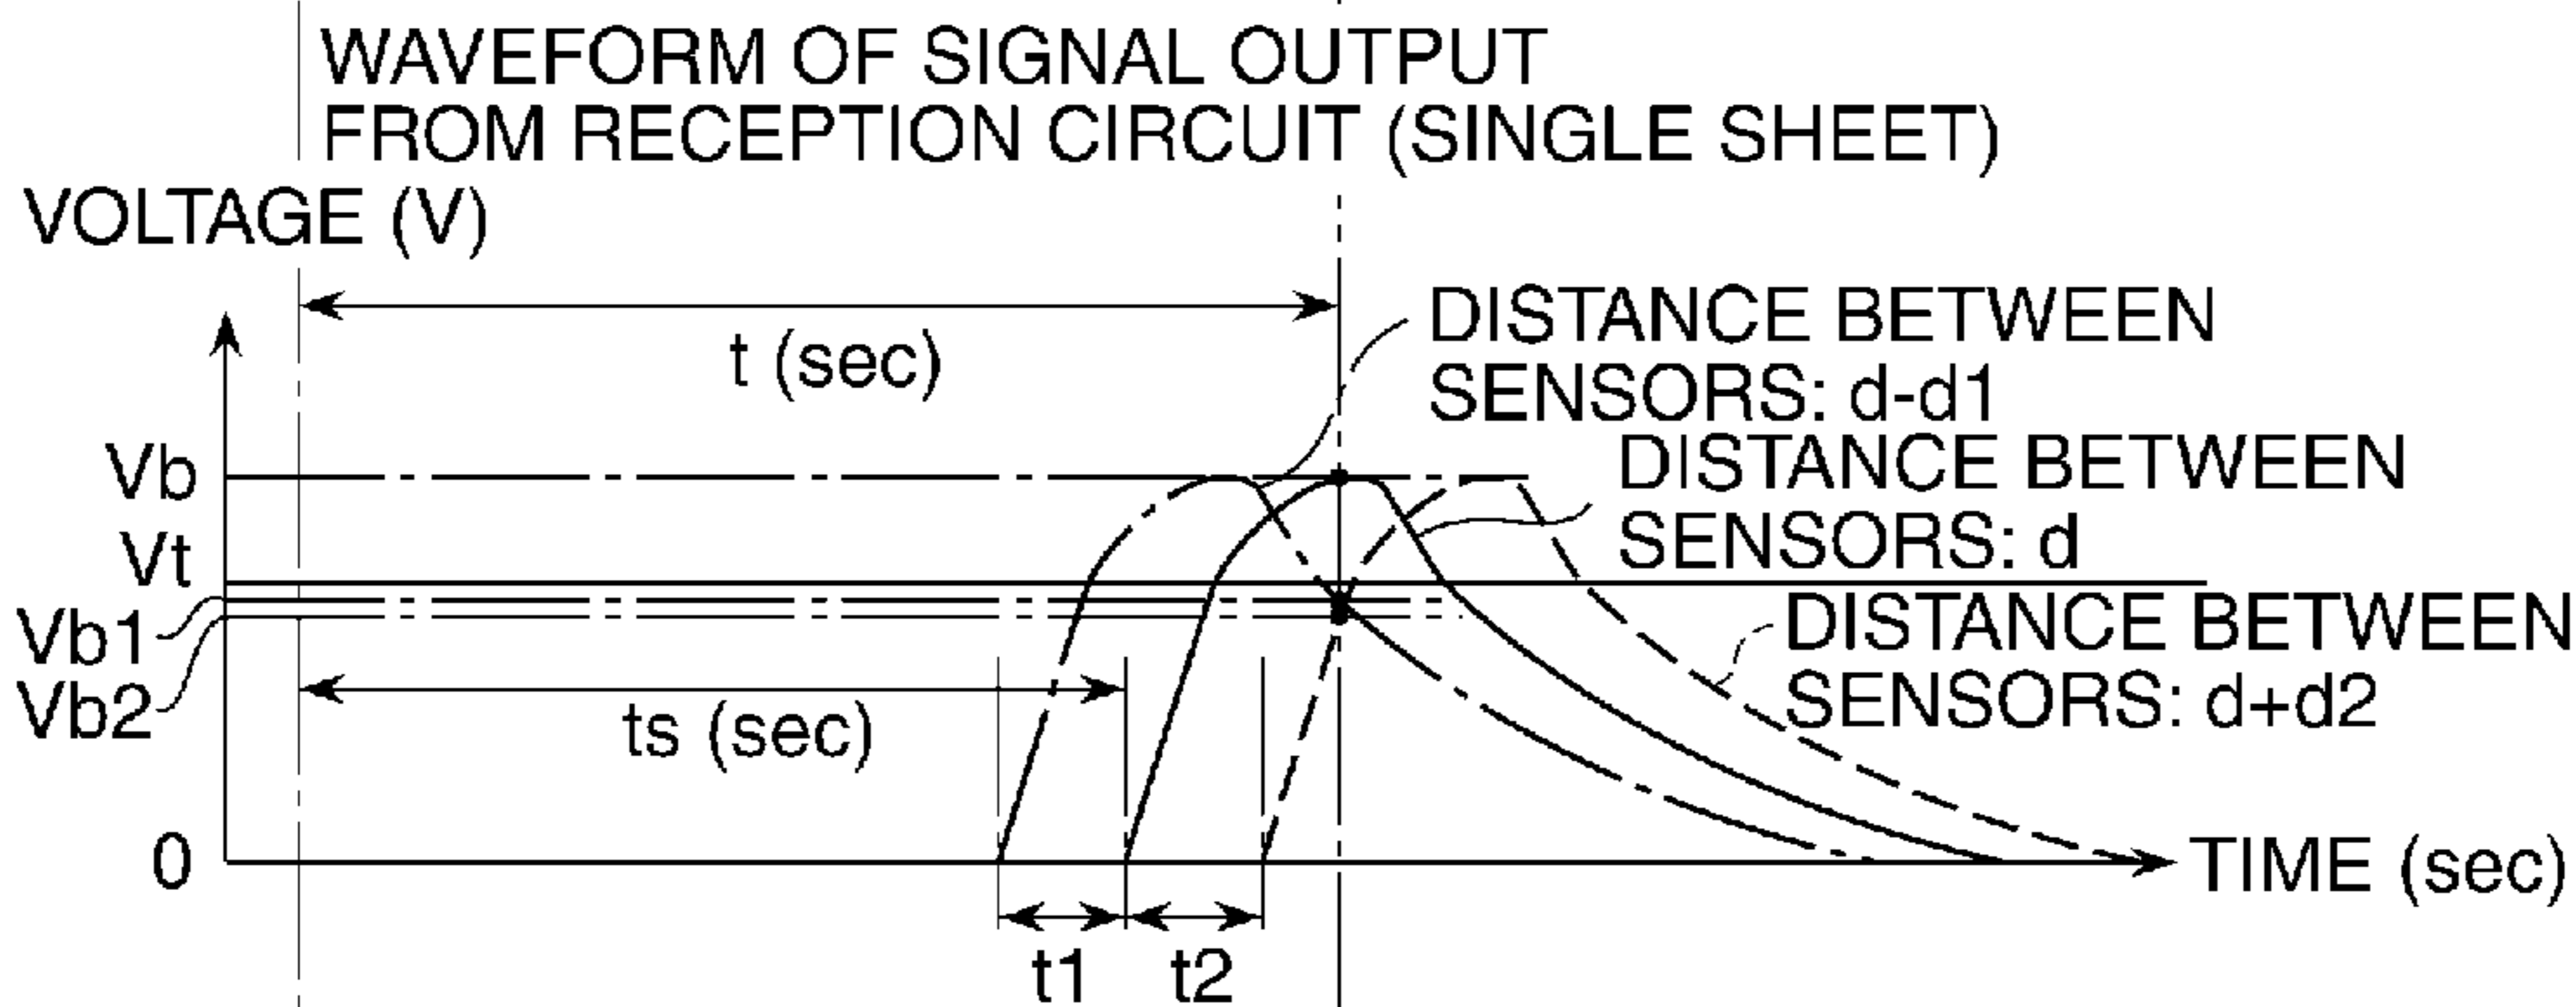 WAVEFORM OF SIGNAL OUTPUT
FROM RECEPTION CIRCUIT (SINGLE SHEET)
VOLTAGE (V)
t (sec)
DISTANCE BETWEEN
SENSORS: d-d1
DISTANCE BETWEEN
SENSORS: d
DISTANCE BETWEEN
SENSORS: d+d2
Vb
Vt
Vb1
Vb2
ts (sec)
0
TIME (sec)
t1
t2